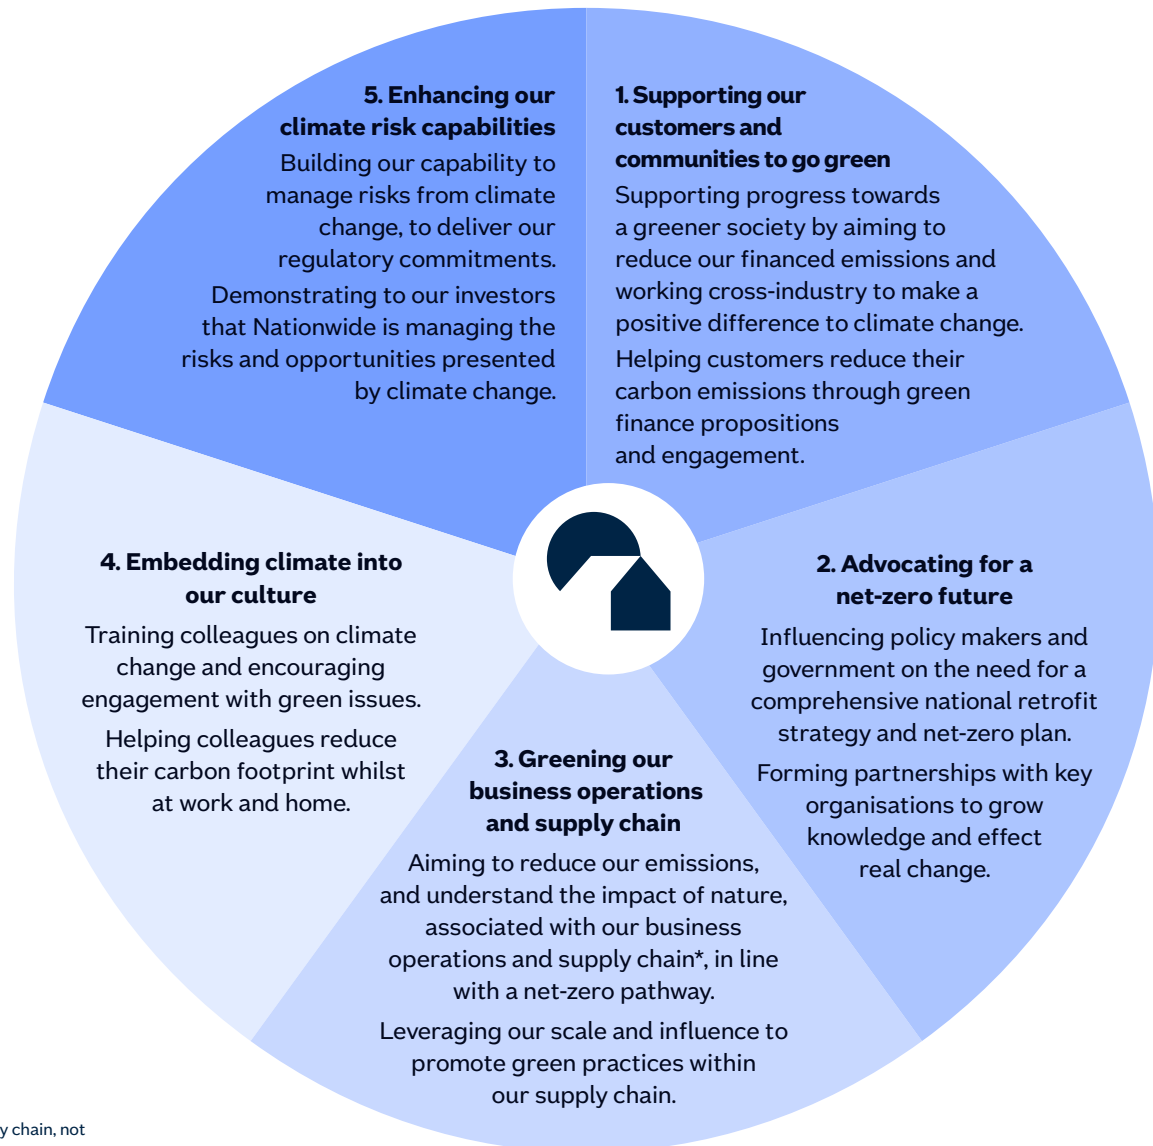 1. Supporting our
customers and
communities to go green
Supporting progress towards
a greener society by aiming to
reduce our financed emissions and
working cross-industry to make a
positive difference to climate change.
Helping customers reduce their
carbon emissions through green
finance propositions
and engagement.
2. Advocating for a
net-zero future
Influencing policy makers and
government on the need for a
comprehensive national retrofit
strategy and net-zero plan.
Forming partnerships with key
organisations to grow
knowledge and effect
real change.
3. Greening our
business operations
and supply chain
Aiming to reduce our emissions,
and understand the impact of nature,
associated with our business
operations and supply chain*, in line
with a net-zero pathway.
Leveraging our scale and influence to
promote green practices within
our supply chain.
4. Embedding climate into
our culture
Training colleagues on climate
change and encouraging
engagement with green issues.
Helping colleagues reduce
their carbon footprint whilst
at work and home.
5. Enhancing our
climate risk capabilities
Building our capability to
manage risks from climate
change, to deliver our
regulatory commitments.
Demonstrating to our investors
that Nationwide is managing the
risks and opportunities presented
by climate change.
y chain, not